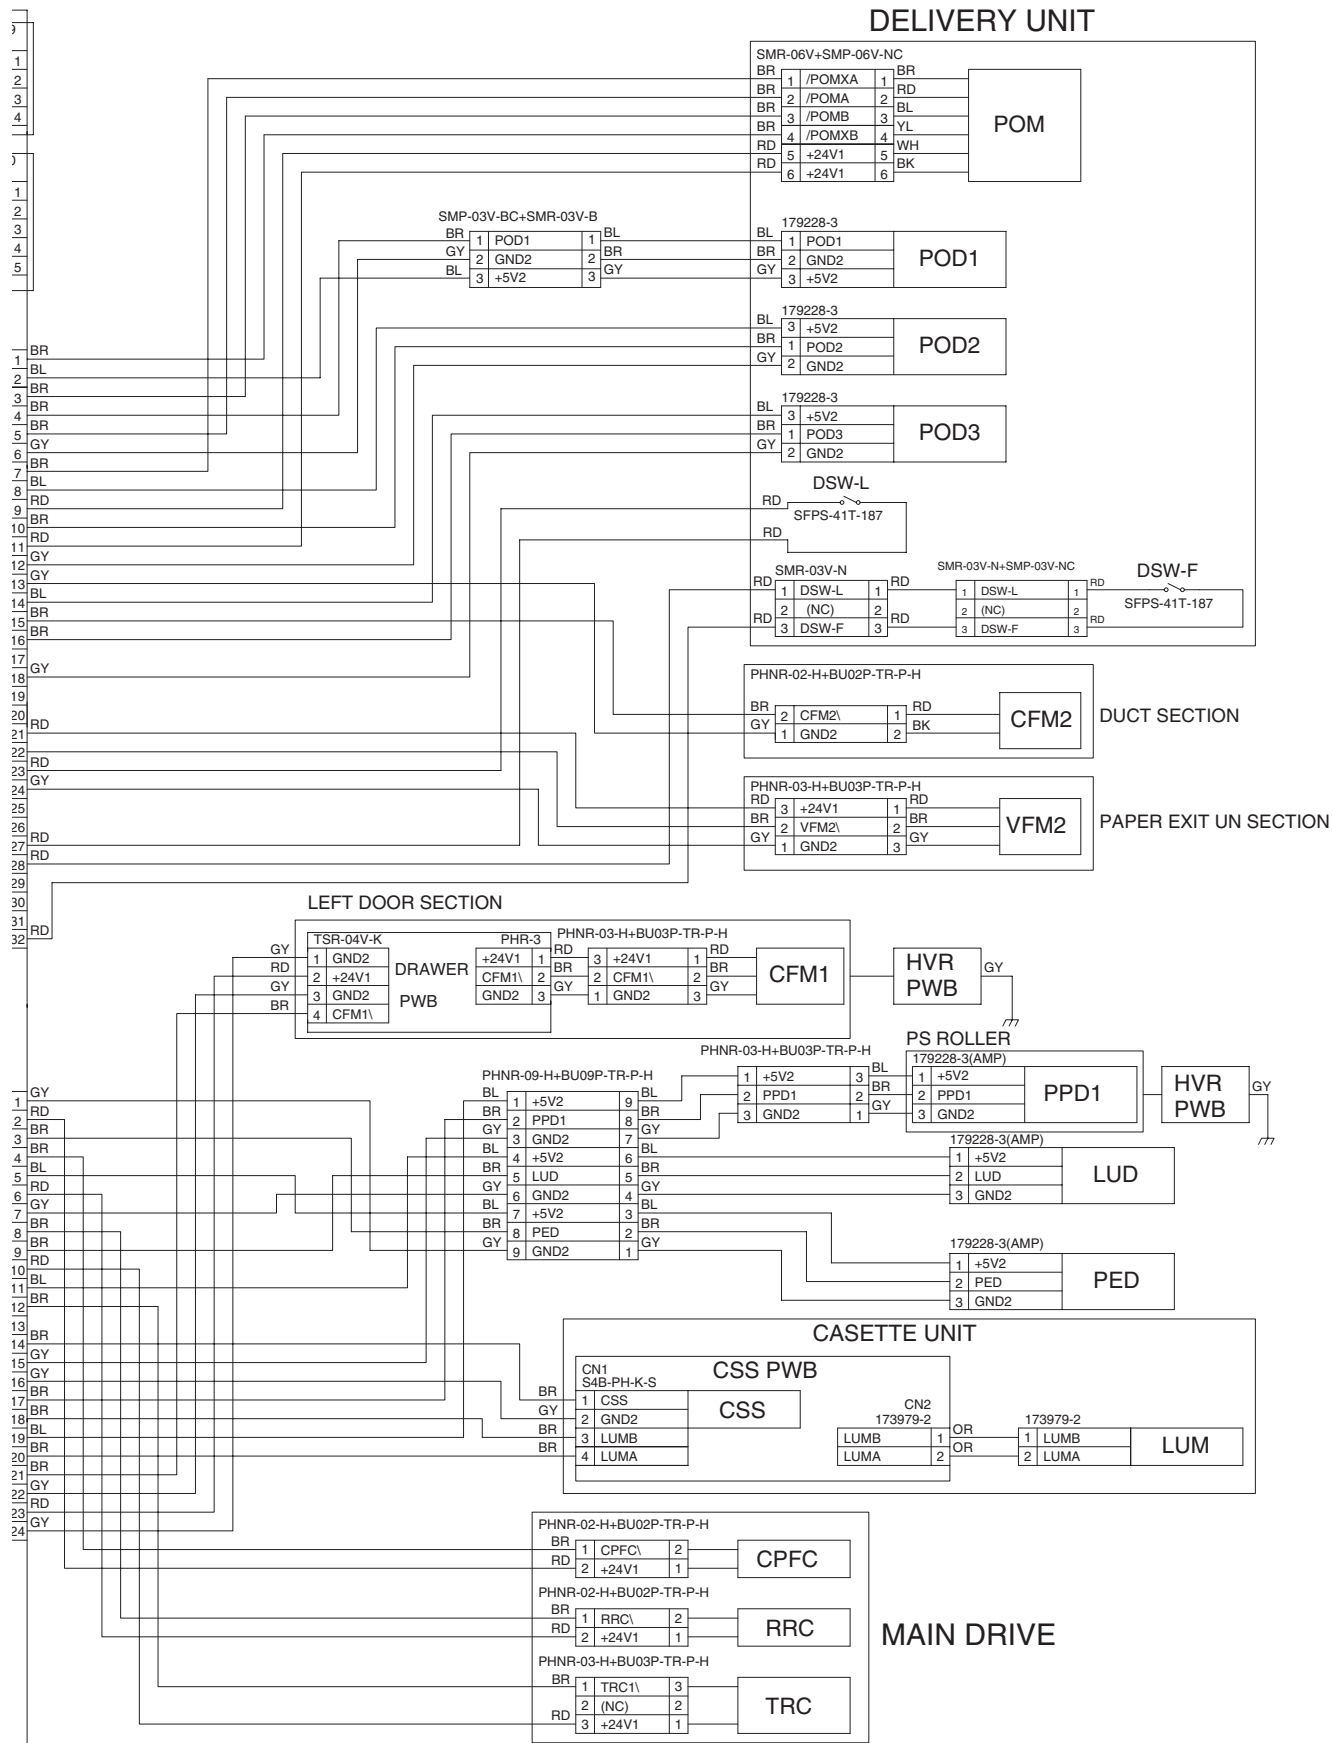 DELIVERY UNIT
SMR-06V+SMP-06V-NC
BR 1 /POMXA 1 BR
BR 2 /POMA 2 RD
BR 3 /POMB 3 BL
BR 4 /POMXB 4 YL
RD 5 +24V1 5 WH
RD 6 +24V1 6 BK
POM
1
2
3
4
1
2
3
4
5
SMP-03V-BC+SMR-03V-B
BR 1 POD1 1 BL
GY 2 GND2 2 BR
BL 3 +5V2 3 GY
179228-3
BL 1 POD1
BR 2 GND2
GY 3 +5V2
POD1
179228-3
BL 3 +5V2
BR 1 POD2
GY 2 GND2
POD2
179228-3
BL 3 +5V2
BR 1 POD3
GY 2 GND2
POD3
1 BR
2 BL
3 BR
4 BR
5 BR
6 GY
7 BR
8 BL
9 RD
10 BR
11 RD
12 GY
13 GY
14 BL
15 BR
16 BR
17
18 GY
19
20
21 RD
22
23 RD
24 GY
25
26
27 RD
28 RD
29
30
31
32 RD
DSW-L
RD
SFPS-41T-187
RD
SMR-03V-N
RD 1 DSW-L 1 RD
2 (NC) 2
RD 3 DSW-F 3 RD
SMR-03V-N+SMP-03V-NC
1 DSW-L 1 RD
2 (NC) 2
3 DSW-F 3 RD
DSW-F
SFPS-41T-187
PHNR-02-H+BU02P-TR-P-H
BR 2 CFM2\ 1 RD
GY 1 GND2 2 BK
CFM2
DUCT SECTION
PHNR-03-H+BU03P-TR-P-H
RD 3 +24V1 1 RD
BR 2 VFM2\ 2 BR
GY 1 GND2 3 GY
VFM2
PAPER EXIT UN SECTION
LEFT DOOR SECTION
TSR-04V-K
GY 1 GND2
RD 2 +24V1
GY 3 GND2
BR 4 CFM1\
DRAWER
PWB
PHR-3
+24V1 1 RD
CFM1\ 2 BR
GND2 3 GY
PHNR-03-H+BU03P-TR-P-H
3 +24V1 1 RD
2 CFM1\ 2 BR
1 GND2 3 GY
CFM1
HVR
PWB
GY
PS ROLLER
PHNR-03-H+BU03P-TR-P-H
1 +5V2 3 BL
2 PPD1 2 BR
3 GND2 1 GY
179228-3(AMP)
1 +5V2
2 PPD1
3 GND2
PPD1
HVR
PWB
GY
PHNR-09-H+BU09P-TR-P-H
BL 1 +5V2 9 BL
BR 2 PPD1 8 BR
GY 3 GND2 7 GY
BL 4 +5V2 6 BL
BR 5 LUD 5 BR
GY 6 GND2 4 GY
BL 7 +5V2 3 BL
BR 8 PED 2 BR
GY 9 GND2 1 GY
179228-3(AMP)
1 +5V2
2 LUD
3 GND2
LUD
179228-3(AMP)
1 +5V2
2 PED
3 GND2
PED
1 GY
2 RD
3 BR
4 BR
5 BL
6 RD
7 GY
8 BR
9 BR
10 RD
11 BL
12 BR
13
14 BR
15 GY
16 GY
17 BR
18 BR
19 BL
20 BR
21 BR
22 GY
23 RD
24 GY
CASETTE UNIT
CN1
S4B-PH-K-S
CSS PWB
BR 1 CSS
GY 2 GND2
BR 3 LUMB
BR 4 LUMA
CSS
CN2
173979-2
LUMB 1 OR
LUMA 2 OR
173979-2
1 LUMB
2 LUMA
LUM
PHNR-02-H+BU02P-TR-P-H
BR 1 CPFC\ 2
RD 2 +24V1 1
CPFC
PHNR-02-H+BU02P-TR-P-H
BR 1 RRC\ 2
RD 2 +24V1 1
RRC
MAIN DRIVE
PHNR-03-H+BU03P-TR-P-H
BR 1 TRC1\ 3
2 (NC) 2
RD 3 +24V1 1
TRC